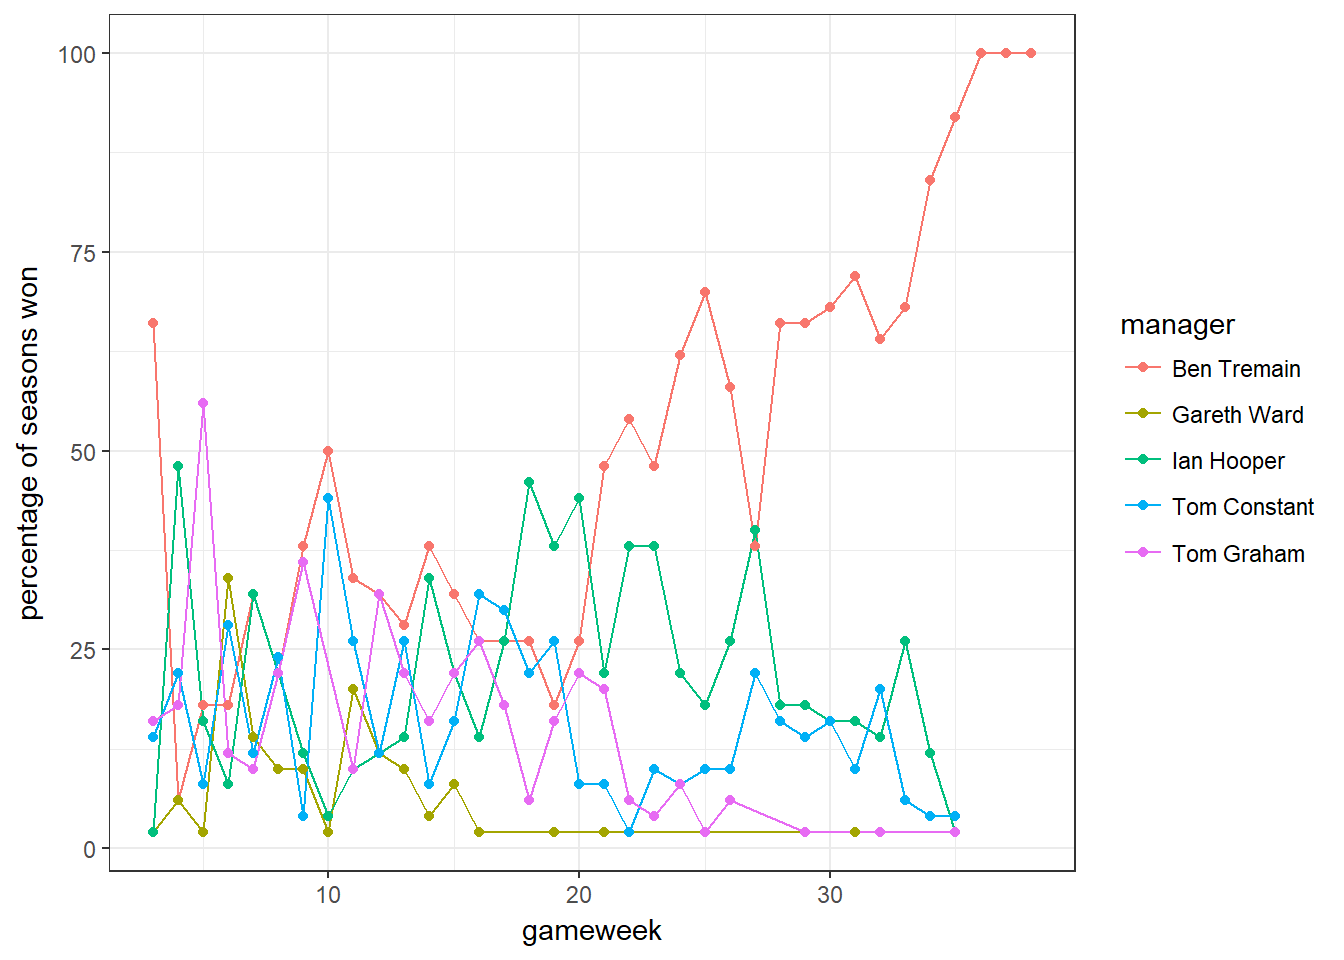 100
75
50
25
0
percentage of seasons won
10
20
30
gameweek
manager
Ben Tremain
Gareth Ward
Ian Hooper
Tom Constant
Tom Graham